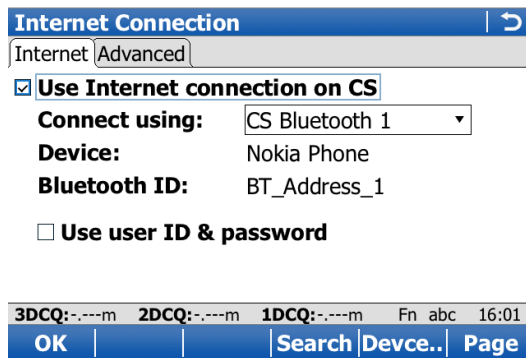 Internet Connection
Internet Advanced
Use Internet connection on CS
Connect using: CS Bluetooth 1
Device: Nokia Phone
Bluetooth ID: BT_Address_1
Use user ID & password
3DCQ:-.---m 2DCQ:-.---m 1DCQ:-.---m Fn abc 16:01
OK Search Devce.. Page